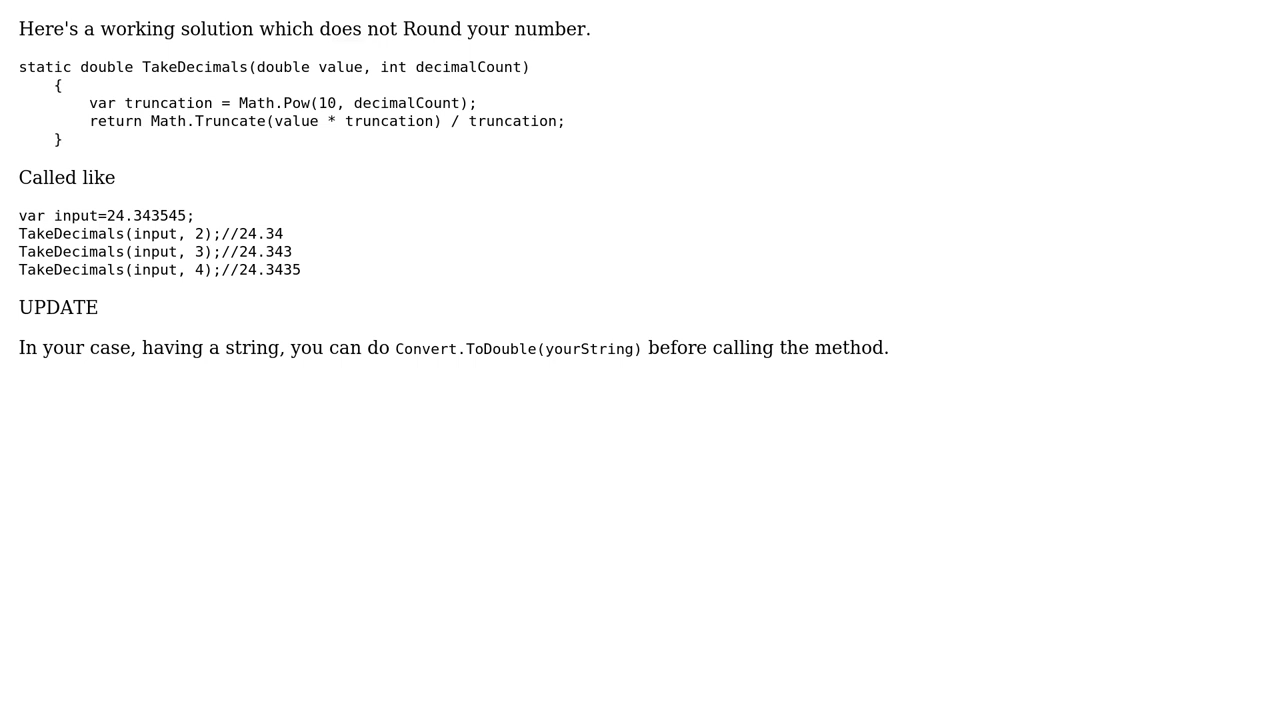 Here's a working solution which does not Round your number.
static double TakeDecimals(double value, int decimalCount)
    {
        var truncation = Math.Pow(10, decimalCount);
        return Math.Truncate(value * truncation) / truncation;
    }
Called like
var input=24.343545;
TakeDecimals(input, 2);//24.34
TakeDecimals(input, 3);//24.343
TakeDecimals(input, 4);//24.3435
UPDATE
In your case, having a string, you can do Convert.ToDouble(yourString) before calling the method.